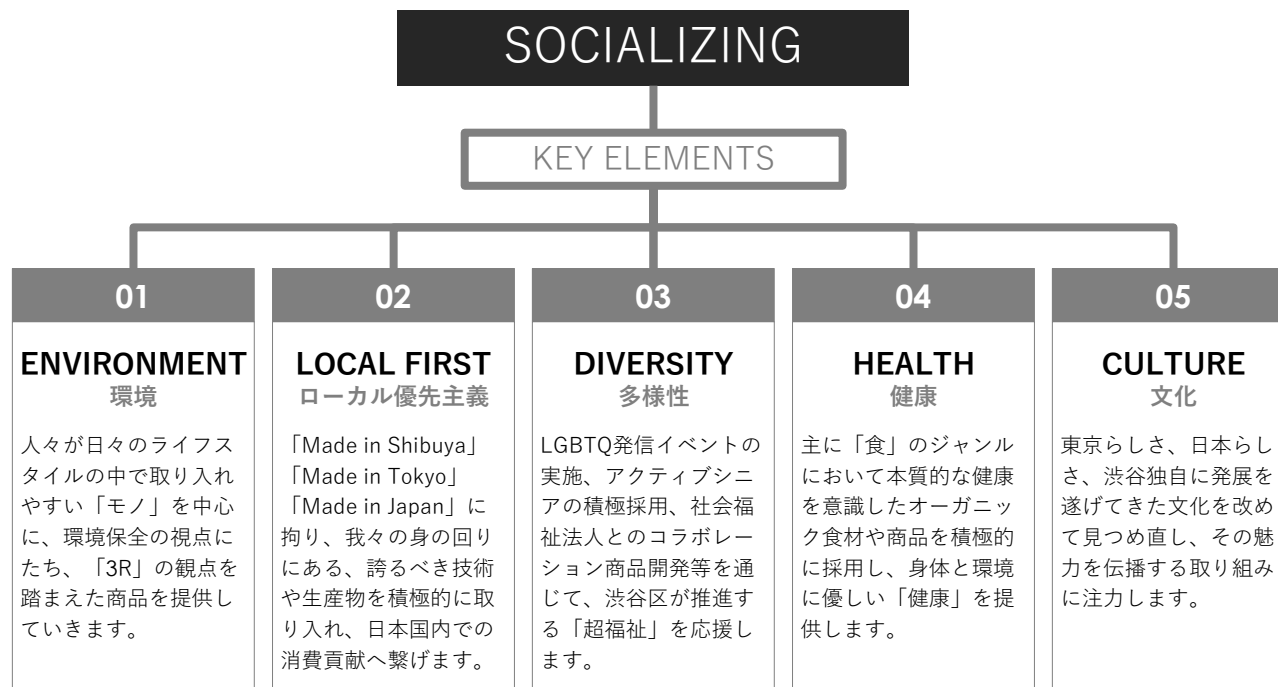 SOCIALIZING
KEY ELEMENTS
01
ENVIRONMENT
環境
人々が日々のライフス
タイルの中で取り入れ
やすい「モノ」を中心
に、環境保全の視点に
たち、「3R」の観点を
踏まえた商品を提供し
ていきます。
02
LOCAL FIRST
ローカル優先主義
「Made in Shibuya」
「Made in Tokyo」
「Made in Japan」に
拘り、我々の身の回り
にある、誇るべき技術
や生産物を積極的に取
り入れ、日本国内での
消費貢献へ繋げます。
03
DIVERSITY
多様性
LGBTQ発信イベントの
実施、アクティブシニ
アの積極採用、社会福
祉法人とのコラボレー
ション商品開発等を通
じて、渋谷区が推進す
る「超福祉」を応援し
ます。
04
HEALTH
健康
主に「食」のジャンル
において本質的な健康
を意識したオーガニッ
ク食材や商品を積極的
に採用し、身体と環境
に優しい「健康」を提
供します。
05
CULTURE
文化
東京らしさ、日本らし
さ、渋谷独自に発展を
遂げてきた文化を改め
て見つめ直し、その魅
力を伝播する取り組み
に注力します。